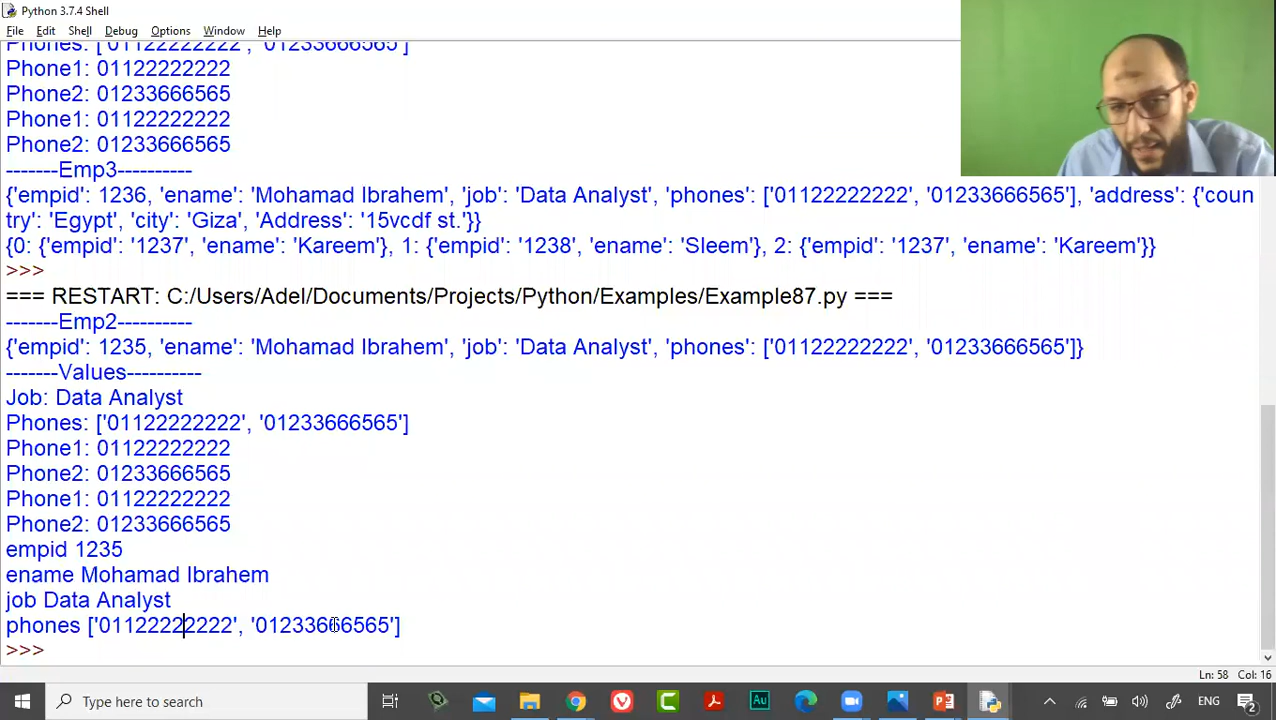 Python 3.7.4 Shell
File Edit Shell Debug Options Window Help
Phones: ['01122222222', '01233666565']
Phone1: 01122222222
Phone2: 01233666565
Phone1: 01122222222
Phone2: 01233666565
-------Emp3----------
{'empid': 1236, 'ename': 'Mohamad Ibrahem', 'job': 'Data Analyst', 'phones': ['01122222222', '01233666565'], 'address': {'coun
try': 'Egypt', 'city': 'Giza', 'Address': '15vcdf st.'}}
{0: {'empid': '1237', 'ename': 'Kareem'}, 1: {'empid': '1238', 'ename': 'Sleem'}, 2: {'empid': '1237', 'ename': 'Kareem'}}
>>>
=== RESTART: C:/Users/Adel/Documents/Projects/Python/Examples/Example87.py ===
-------Emp2----------
{'empid': 1235, 'ename': 'Mohamad Ibrahem', 'job': 'Data Analyst', 'phones': ['01122222222', '01233666565']}
-------Values----------
Job: Data Analyst
Phones: ['01122222222', '01233666565']
Phone1: 01122222222
Phone2: 01233666565
Phone1: 01122222222
Phone2: 01233666565
empid 1235
ename Mohamad Ibrahem
job Data Analyst
phones ['01122222222', '01233666565']
>>>
Ln: 58 Col: 16
Type here to search
Au
ENG
2